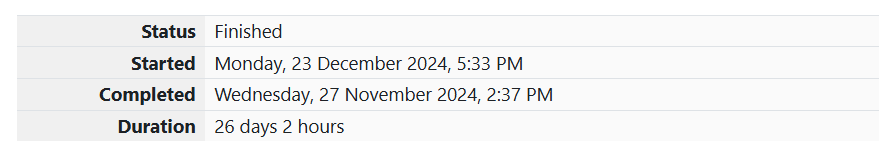 Status Finished
Started Monday, 23 December 2024, 5:33 PM
Completed Wednesday, 27 November 2024, 2:37 PM
Duration 26 days 2 hours